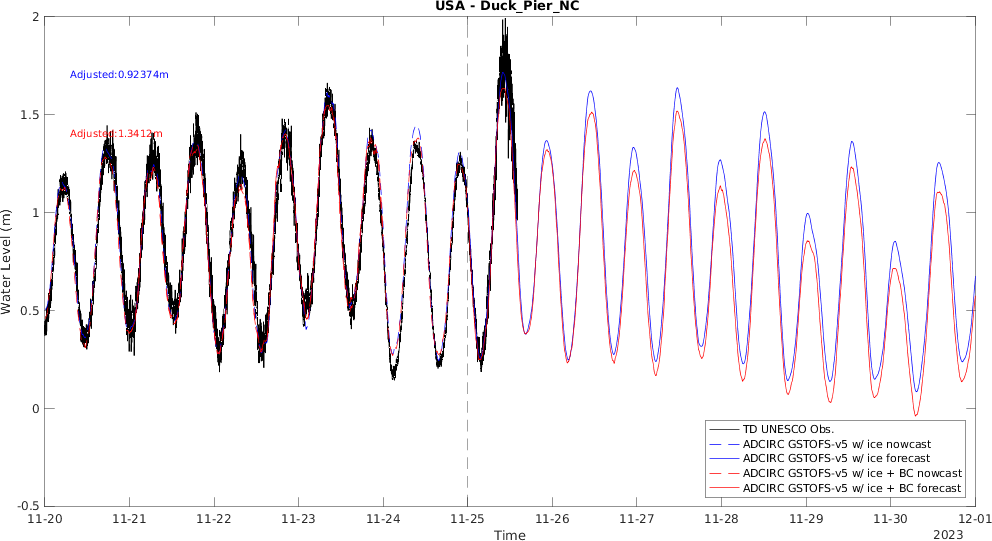 USA - Duck_Pier_NC
2
1.5
1
0.5
0
-0.5
Water Level (m)
Adjusted:0.92374m
Adjusted:1.3412m
TD UNESCO Obs.
ADCIRC GSTOFS-v5 w/ ice nowcast
ADCIRC GSTOFS-v5 w/ ice forecast
ADCIRC GSTOFS-v5 w/ ice + BC nowcast
ADCIRC GSTOFS-v5 w/ ice + BC forecast
11-20 11-21 11-22 11-23 11-24 11-25 11-26 11-27 11-28 11-29 11-30 12-01
Time
2023